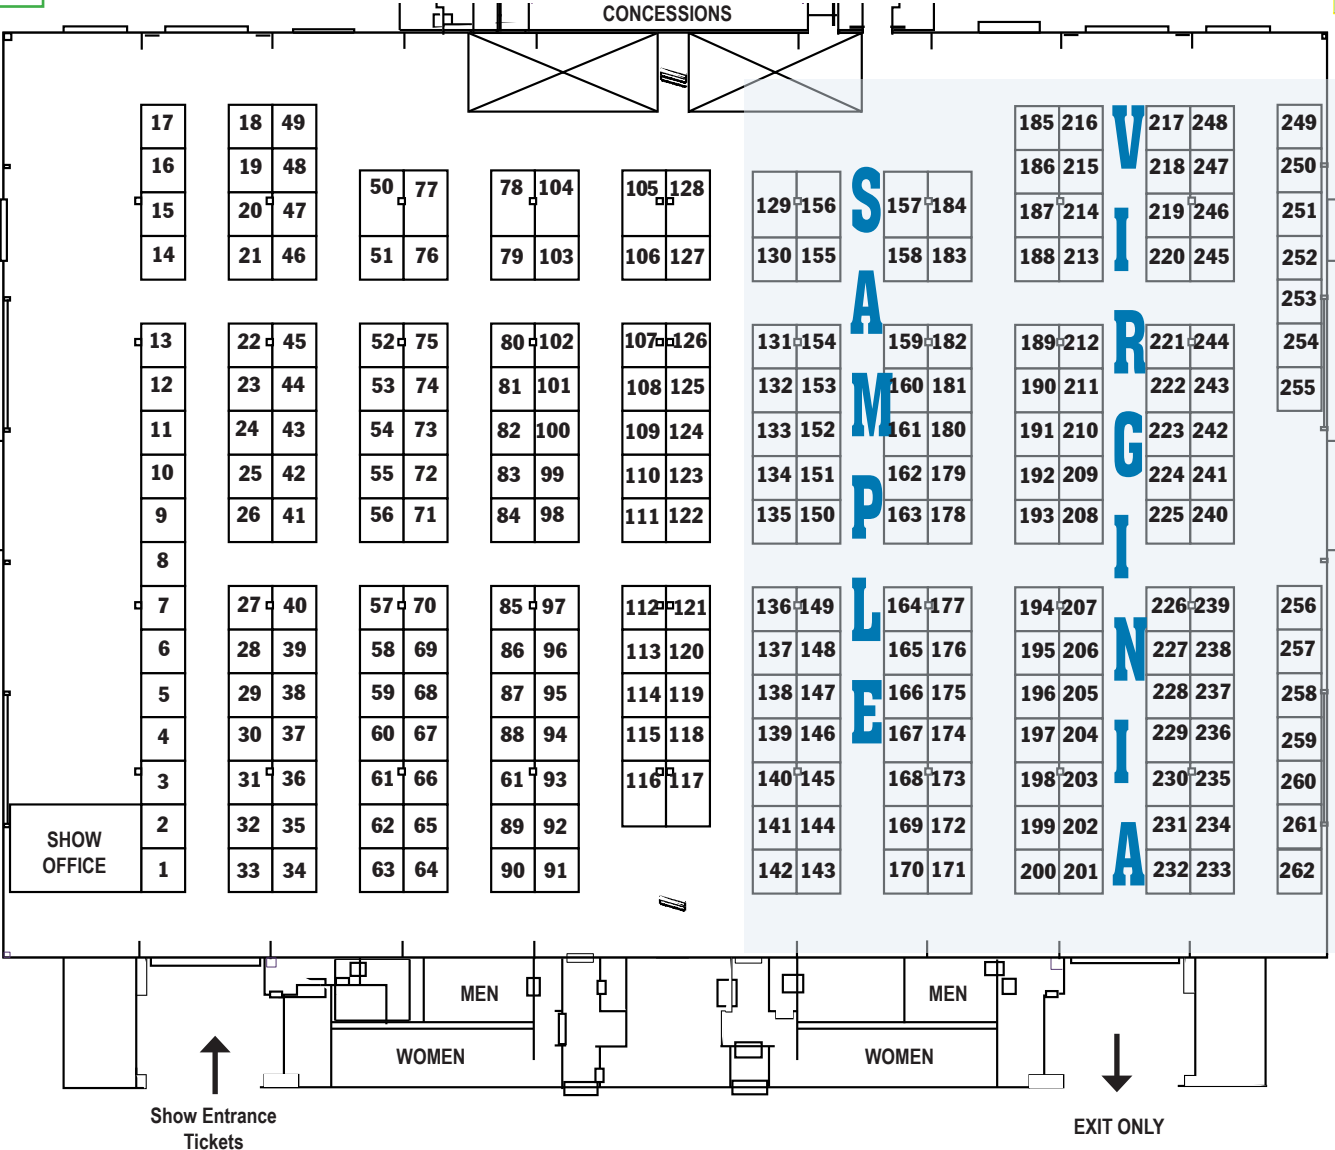 CONCESSIONS
17 18 49 185 216 217 248 249
16 19 48 186 215 218 247 250
50 77 78 104 105 128
15 20 47 129 156 157 184 187 214 219 246 251
14 21 46 51 76 79 103 106 127 130 155 158 183 188 213 220 245 252
253
13 22 45 52 75 80 102 107 126 131 154 159 182 189 212 221 244 254
12 23 44 53 74 81 101 108 125 132 153 160 181 190 211 222 243 255
11 24 43 54 73 82 100 109 124 133 152 161 180 191 210 223 242
10 25 42 55 72 83 99 110 123 134 151 162 179 192 209 224 241
9 26 41 56 71 84 98 111 122 135 150 163 178 193 208 225 240
8
7 27 40 57 70 85 97 112 121 136 149 164 177 194 207 226 239 256
6 28 39 58 69 86 96 113 120 137 148 165 176 195 206 227 238 257
5 29 38 59 68 87 95 114 119 138 147 166 175 196 205 228 237 258
4 30 37 60 67 88 94 115 118 139 146 167 174 197 204 229 236 259
3 31 36 61 66 61 93 116 117 140 145 168 173 198 203 230 235 260
2 32 35 62 65 89 92 141 144 169 172 199 202 231 234 261
1 33 34 63 64 90 91 142 143 170 171 200 201 232 233 262
SAMPLE
VIRGINIA
SHOW
OFFICE
MEN
MEN
WOMEN
WOMEN
Show Entrance
Tickets
EXIT ONLY